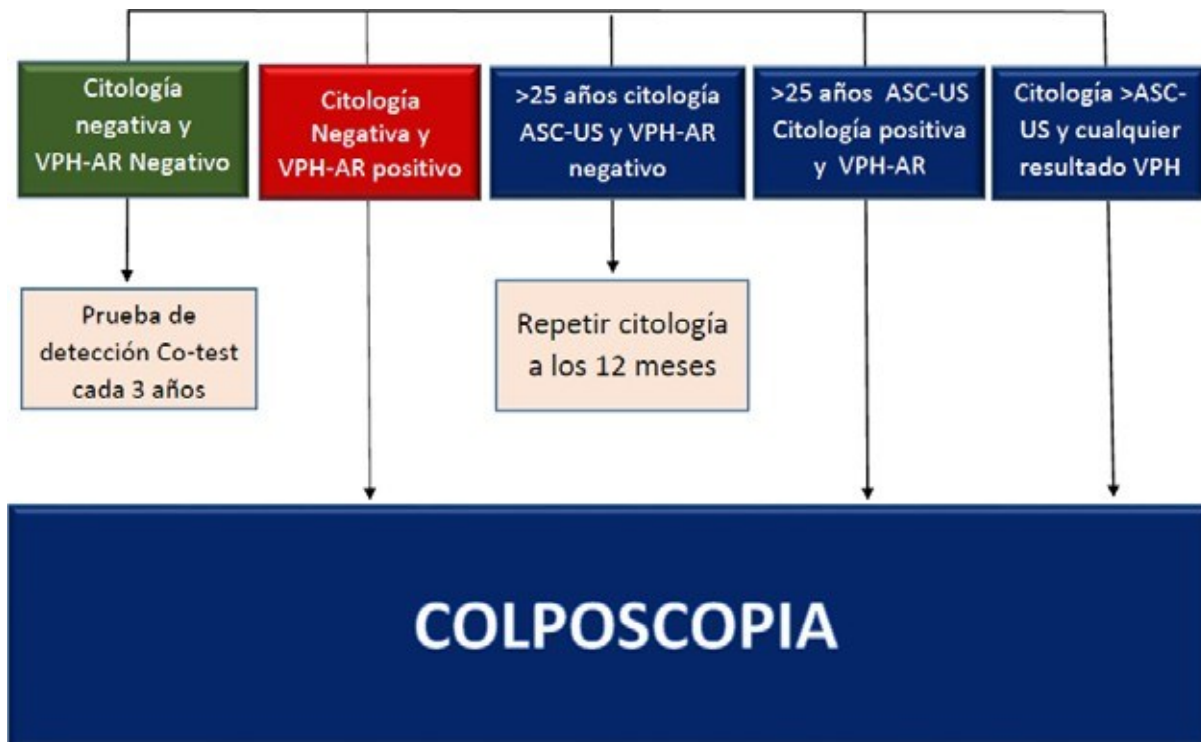 Citología
negativa y
VPH-AR Negativo
Citología
Negativa y
VPH-AR positivo
>25 años citología
ASC-US y VPH-AR
negativo
>25 años ASC-US
Citología positiva
y VPH-AR
Citología >ASC-
US y cualquier
resultado VPH
Prueba de
detección Co-test
cada 3 años
Repetir citología
a los 12 meses
COLPOSCOPIA